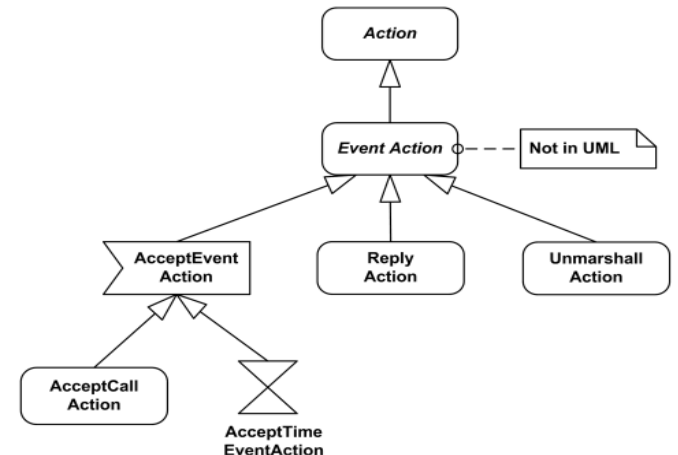 Action
Event Action
Not in UML
AcceptEvent
Action
Reply
Action
Unmarshall
Action
AcceptCall
Action
AcceptTime
EventAction